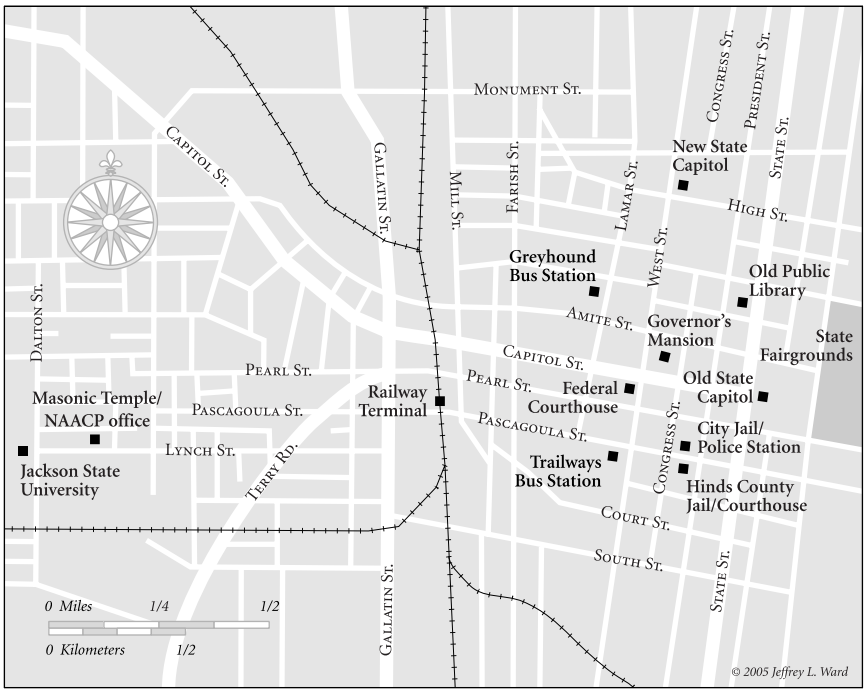 Monument St.
Congress St.
President St.
Capitol St.
Gallatin St.
Mill St.
Farish St.
Lamar St.
State St.
New State
Capitol
High St.
West St.
Greyhound
Bus Station
Old Public
Library
Dalton St.
Amite St.
Governor's
Mansion
State
Fairgrounds
Capitol St.
Pearl St.
Pearl St.
Railway
Terminal
Federal
Courthouse
Old State
Capitol
Masonic Temple/
NAACP office
Pascagoula St.
Pascagoula St.
Congress St.
City Jail/
Police Station
Lynch St.
Terry Rd.
Jackson State
University
Trailways
Bus Station
Hinds County
Jail/Courthouse
Court St.
South St.
State St.
Gallatin St.
0 Miles 1/4 1/2
0 Kilometers 1/2
© 2005 Jeffrey L. Ward